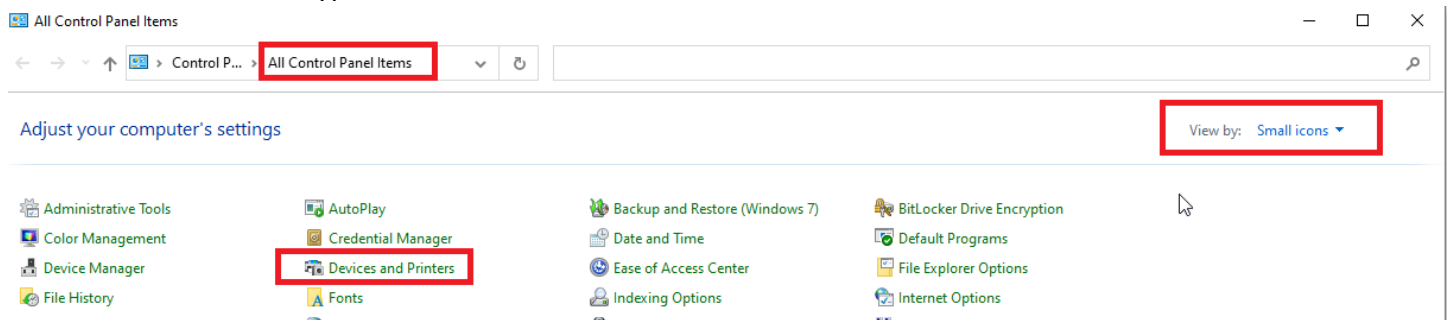 All Control Panel Items
Control P... > All Control Panel Items
Adjust your computer's settings
View by: Small icons
Administrative Tools AutoPlay Backup and Restore (Windows 7) BitLocker Drive Encryption
Color Management Credential Manager Date and Time Default Programs
Device Manager Devices and Printers Ease of Access Center File Explorer Options
File History Fonts Indexing Options Internet Options